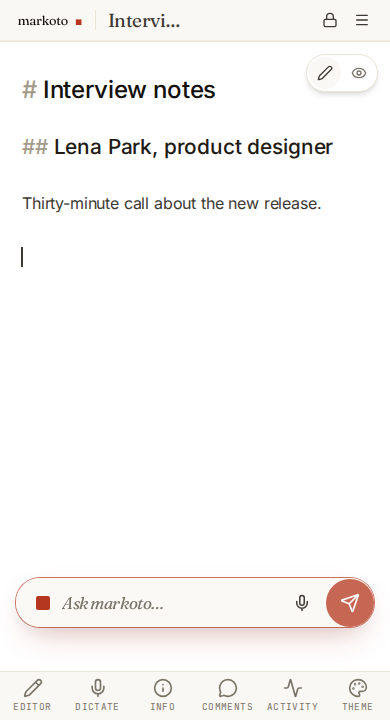 markoto
Intervi...
# Interview notes
## Lena Park, product designer
Thirty-minute call about the new release.
Ask markoto...
EDITOR DICTATE INFO COMMENTS ACTIVITY THEME